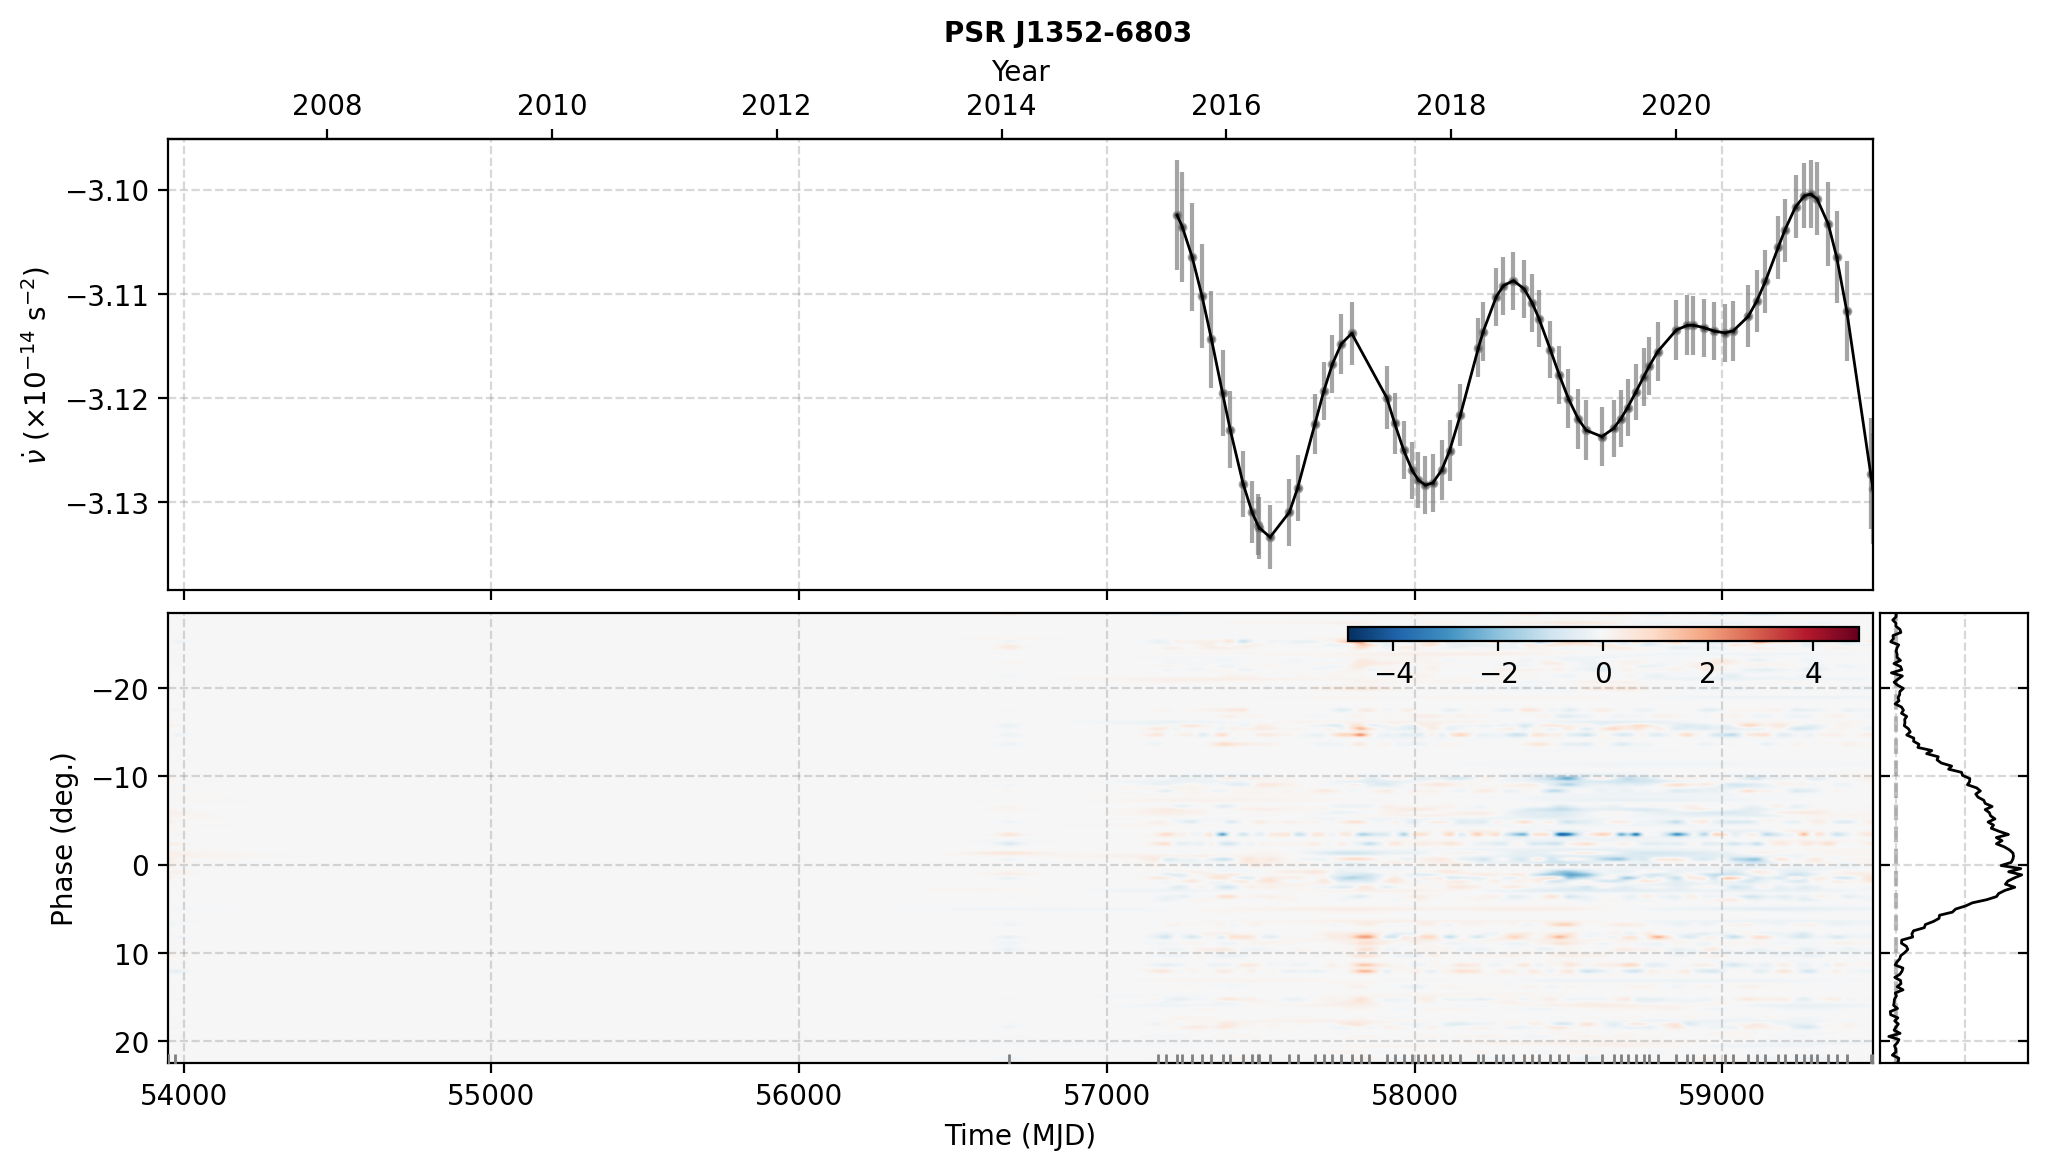 PSR J1352-6803
Year
2008 2010 2012 2014 2016 2018 2020
−3.10
−3.11
−3.12
−3.13
ν̇ (×10⁻¹⁴ s⁻²)
−4 −2 0 2 4
−20
−10
0
10
20
Phase (deg.)
54000 55000 56000 57000 58000 59000
Time (MJD)